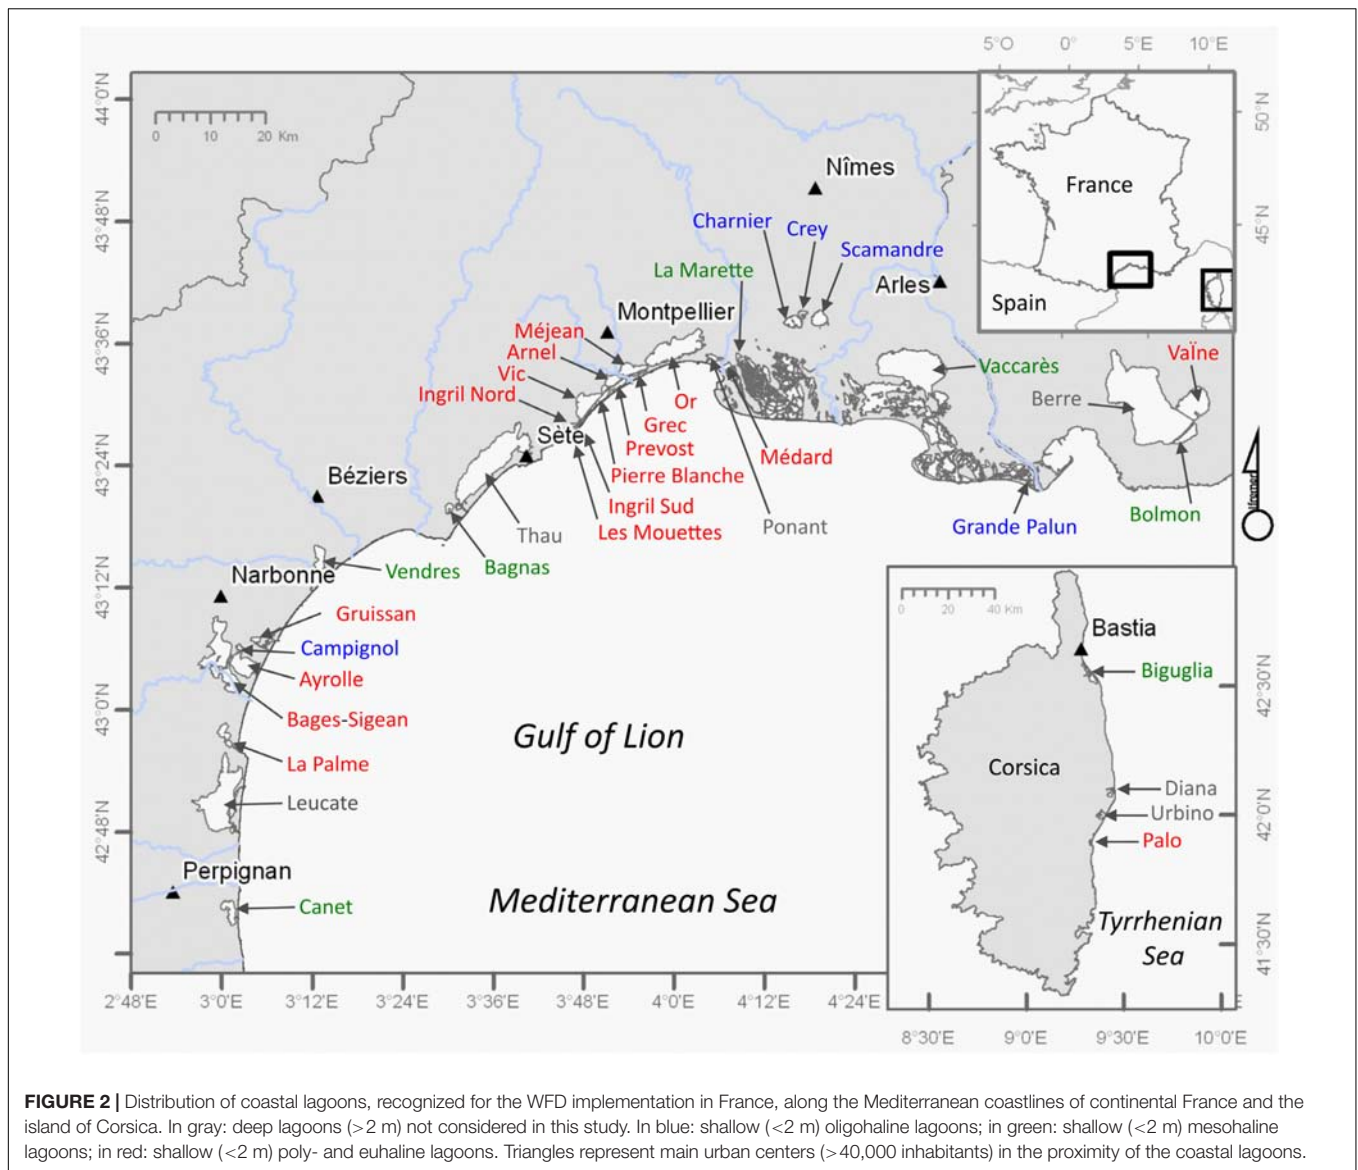 5°O 0° 5°E 10°E
44°0'N
0 10 20 Km
50°N
Nîmes
France
43°48'N
Charnier
Crey
45°N
Scamandre
La Marette
Arles
Spain
Montpellier
43°36'N
Méjean
Arnel
Vic
Ingril Nord
Vaccarès
Vaïne
Berre
Or
Grec
Sète
Prevost
Médard
43°24'N
Béziers
Pierre Blanche
Ingril Sud
Les Mouettes
Ponant
Thau
Grande Palun
Bolmon
Ifremer
Bagnas
Vendres
43°12'N
Narbonne
0 20 40 Km
Gruissan
Campignol
Ayrolle
Bages-Sigean
43°0'N
Bastia
Biguglia
42°30'N
Gulf of Lion
La Palme
Leucate
Corsica
Diana
Urbino
42°0'N
Palo
42°48'N
Perpignan
Canet
Mediterranean Sea
Tyrrhenian
Sea
41°30'N
2°48'E 3°0'E 3°12'E 3°24'E 3°36'E 3°48'E 4°0'E 4°12'E 4°24'E
8°30'E 9°0'E 9°30'E 10°0'E
FIGURE 2 | Distribution of coastal lagoons, recognized for the WFD implementation in France, along the Mediterranean coastlines of continental France and the
island of Corsica. In gray: deep lagoons (>2 m) not considered in this study. In blue: shallow (<2 m) oligohaline lagoons; in green: shallow (<2 m) mesohaline
lagoons; in red: shallow (<2 m) poly- and euhaline lagoons. Triangles represent main urban centers (>40,000 inhabitants) in the proximity of the coastal lagoons.